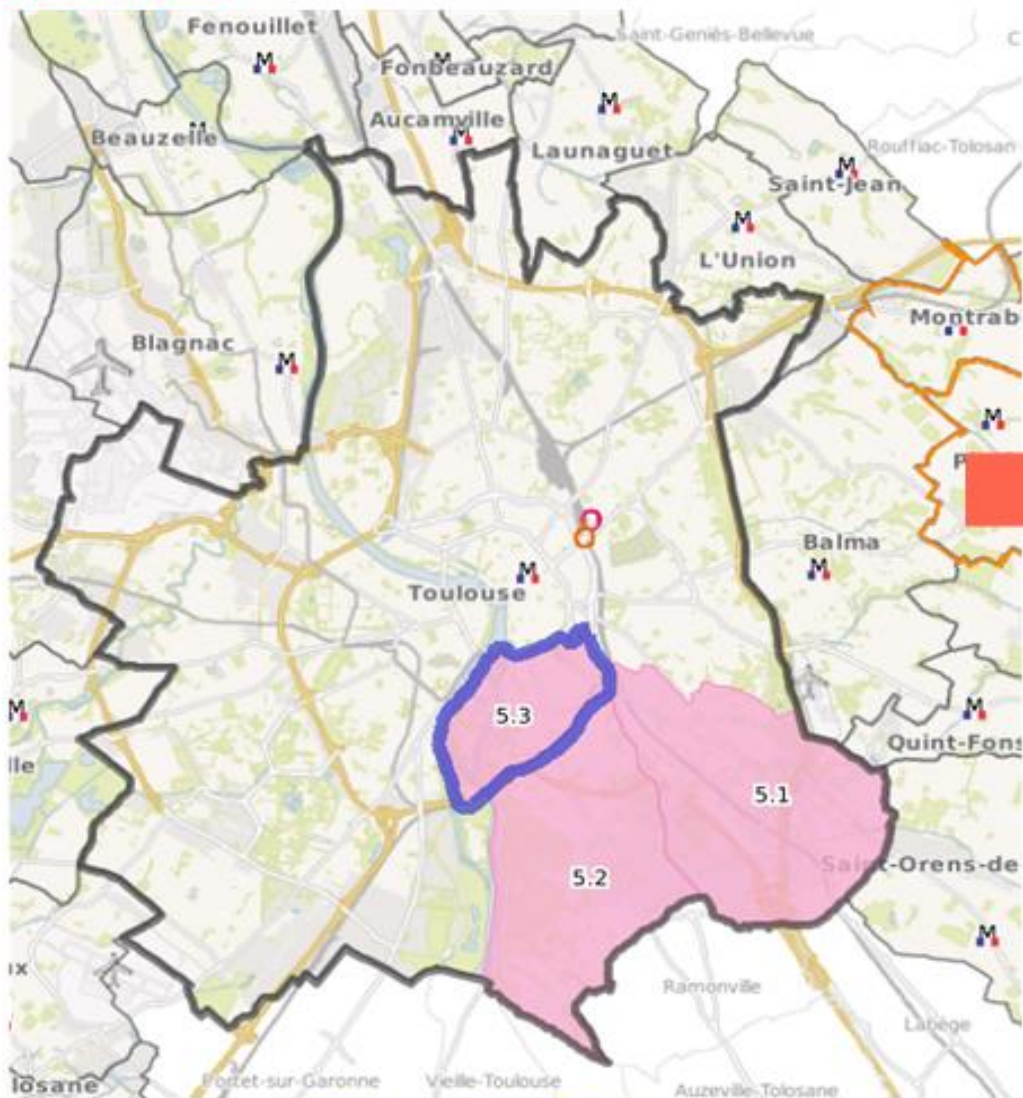 Fenouillet
Saint-Geniès-Bellevue
C
M
M
Fonbeauzard
M
Aucamville
M
Beauzelle
M
Launaguet
Rouffiac-Tolosan
M
Saint-Jean
M
L'Union
Montrab
M
Blagnac
M
M
P
O
O
Balma
M
M
Toulouse
M
5.3
M
lle
Quint-Fons
5.1
Saint-Orens-de
5.2
M
ix
Ramonville
Labège
losane
Portet-sur-Garonne
Vieille-Toulouse
Auzeville-Tolosane